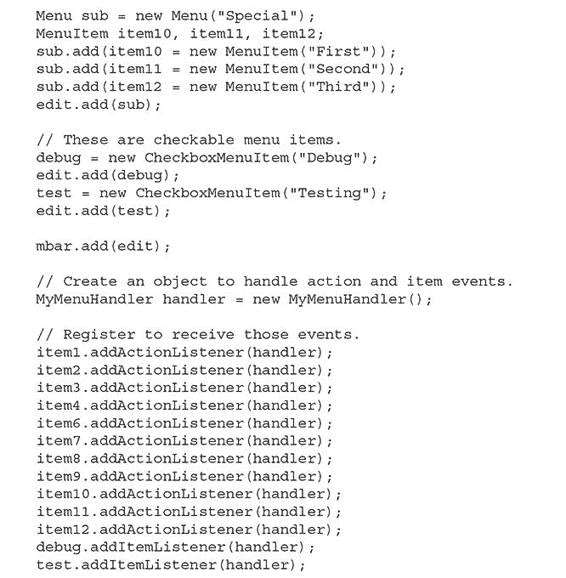 Menu sub = new Menu("Special");
MenuItem item10, item11, item12;
sub.add(item10 = new MenuItem("First"));
sub.add(item11 = new MenuItem("Second"));
sub.add(item12 = new MenuItem("Third"));
edit.add(sub);

// These are checkable menu items.
debug = new CheckboxMenuItem("Debug");
edit.add(debug);
test = new CheckboxMenuItem("Testing");
edit.add(test);

mbar.add(edit);

// Create an object to handle action and item events.
MyMenuHandler handler = new MyMenuHandler();

// Register to receive those events.
item1.addActionListener(handler);
item2.addActionListener(handler);
item3.addActionListener(handler);
item4.addActionListener(handler);
item6.addActionListener(handler);
item7.addActionListener(handler);
item8.addActionListener(handler);
item9.addActionListener(handler);
item10.addActionListener(handler);
item11.addActionListener(handler);
item12.addActionListener(handler);
debug.addItemListener(handler);
test.addItemListener(handler);